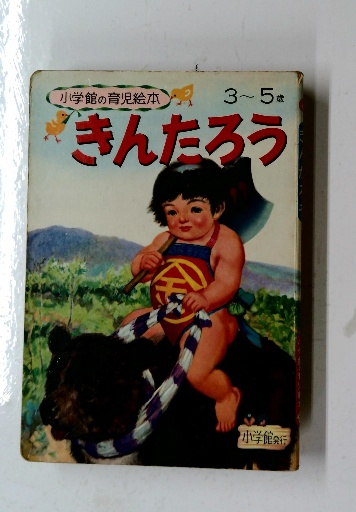 小学館の育児絵本
3～5歳
きんたろう
金
小学館発行